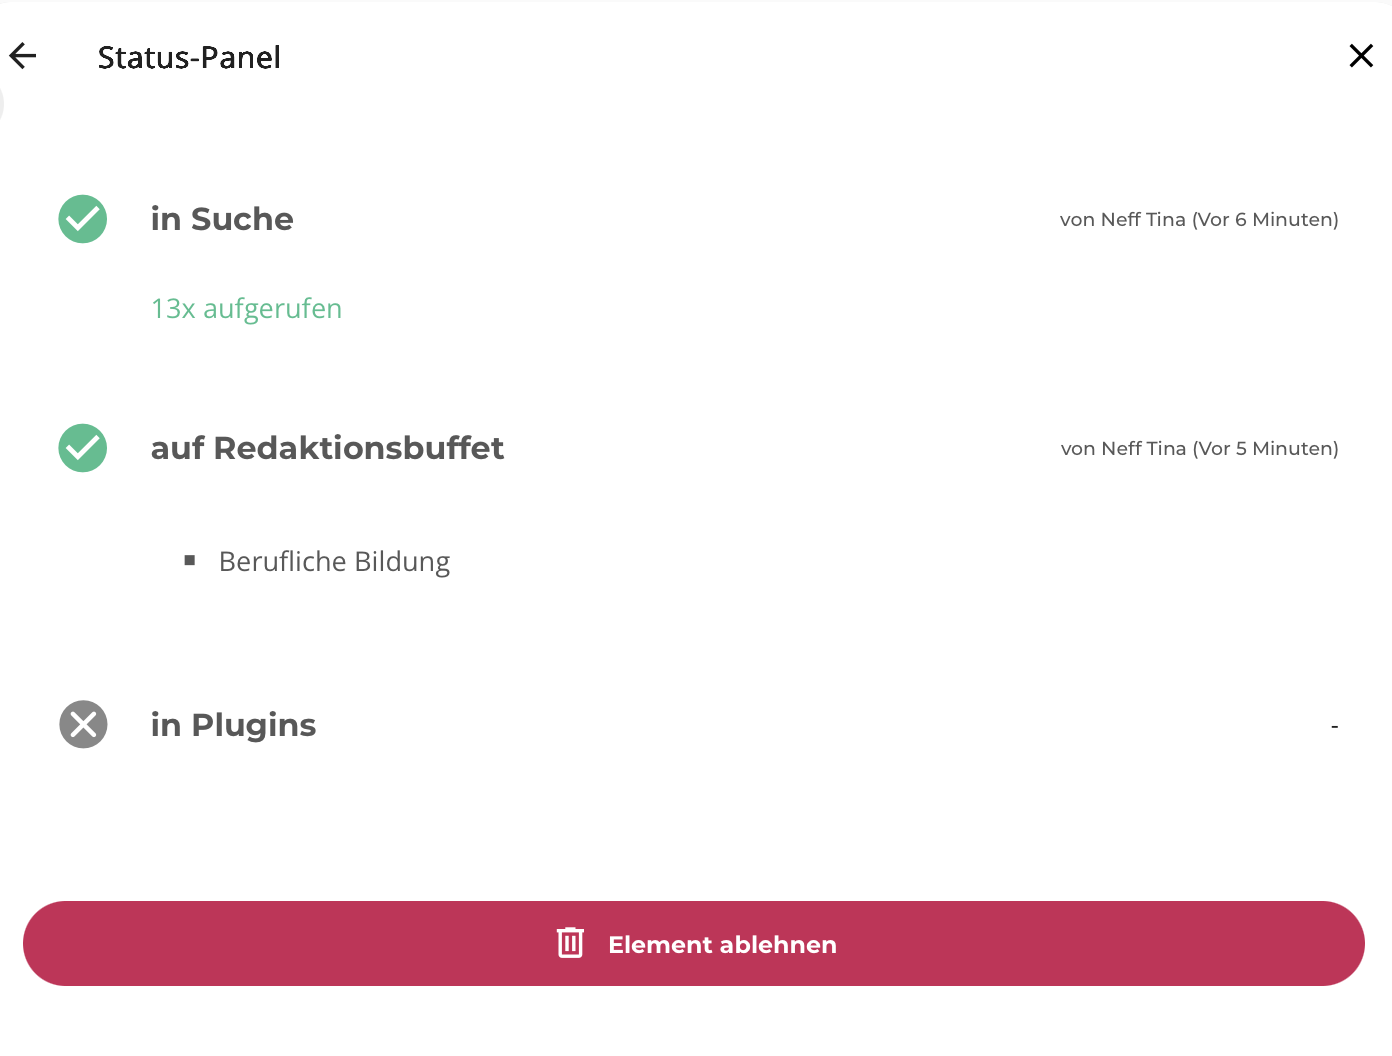 Status-Panel
in Suche
von Neff Tina (Vor 6 Minuten)
13x aufgerufen
auf Redaktionsbuffet
von Neff Tina (Vor 5 Minuten)
▪ Berufliche Bildung
in Plugins
-
Element ablehnen